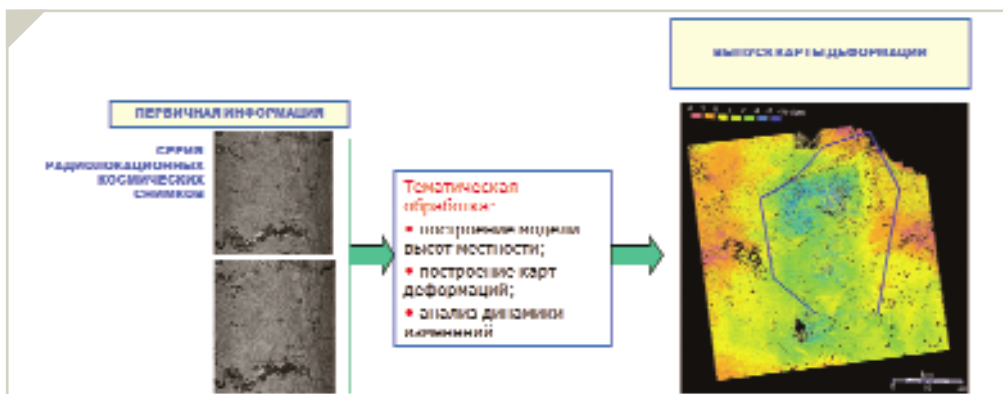 ВЫПУСК КАРТЫ ДЕФОРМАЦИЙ
ПЕРВИЧНАЯ ИНФОРМАЦИЯ
СЕРИЯ
РАДИОЛОКАЦИОННЫХ
КОСМИЧЕСКИХ
СНИМКОВ
Тематическая
обработка:
• построение модели
высот местности;
• построение карт
деформаций;
• анализ динамики
изменений